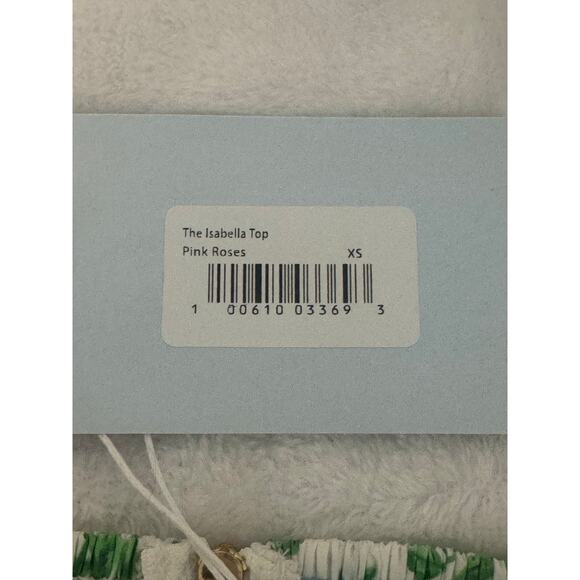 The Isabella Top
Pink Roses XS
1 00610 03369 3